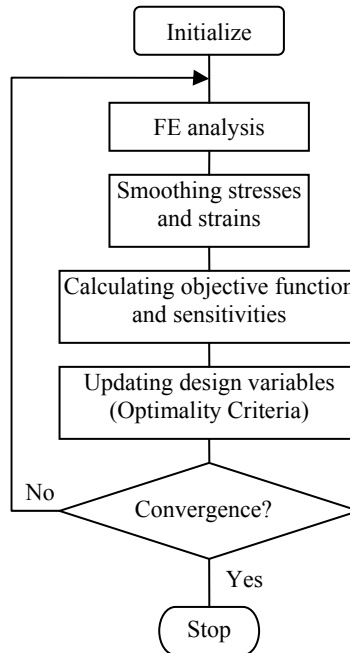 Initialize
FE analysis
Smoothing stresses
and strains
Calculating objective function
and sensitivities
Updating design variables
(Optimality Criteria)
No
Convergence?
Yes
Stop